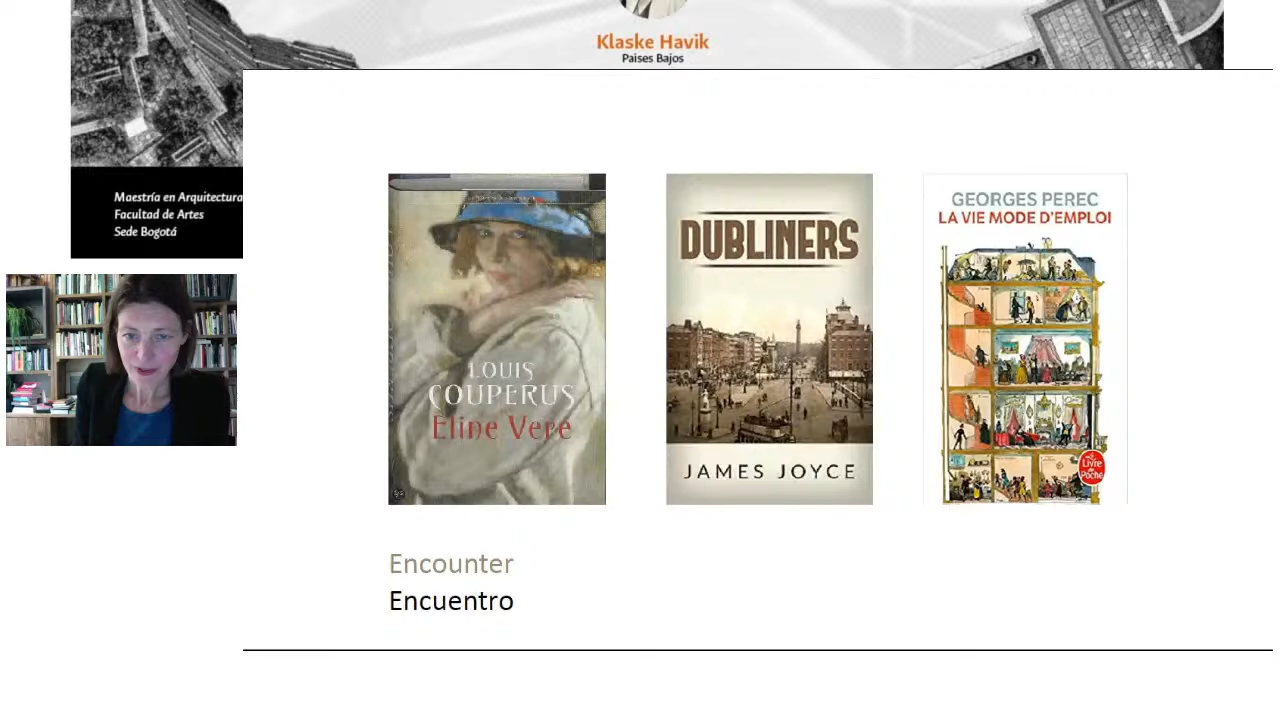 Klaske Havik
Paises Bajos
Maestría en Arquitectura
Facultad de Artes
Sede Bogotá
LOUIS
COUPERUS
Eline Vere
DUBLINERS
JAMES JOYCE
GEORGES PEREC
LA VIE MODE D'EMPLOI
Le Livre
de
Poche
Encounter
Encuentro